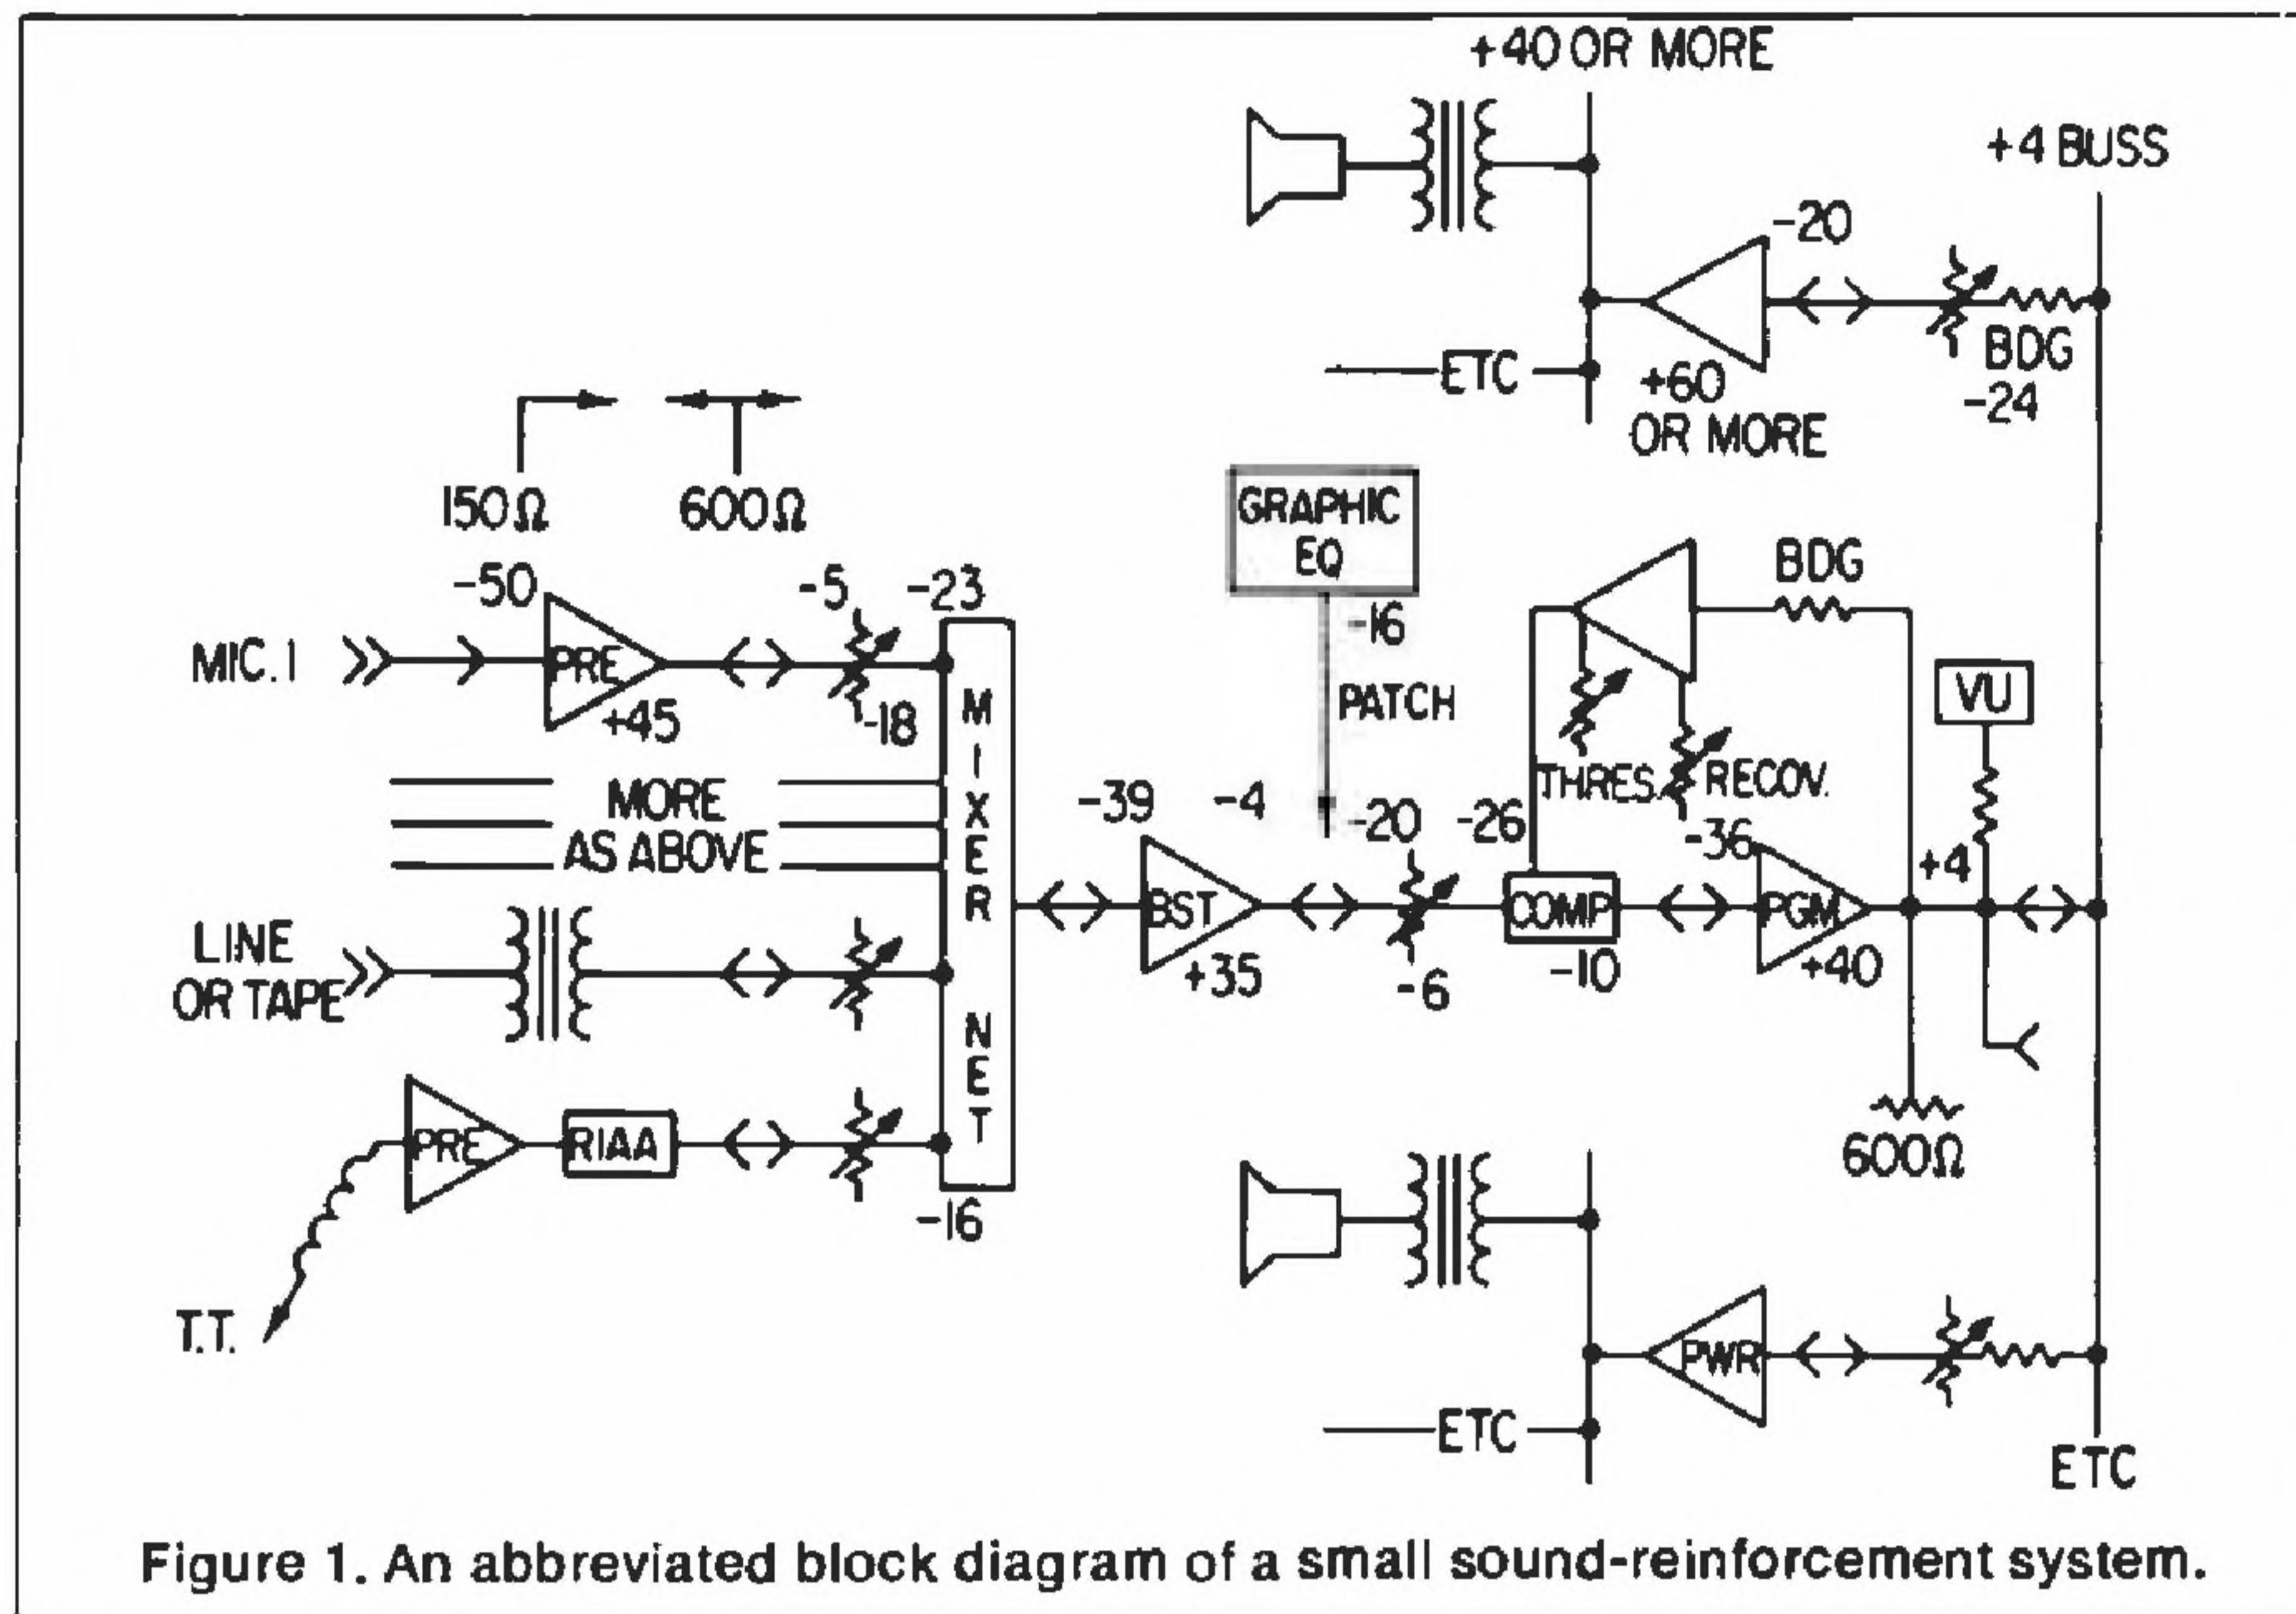 +40 OR MORE
+4 BUSS
-20
BDG
-24
+60
OR MORE
ETC
150Ω
600Ω
GRAPHIC
EQ
-16
PATCH
BDG
VU
THRES.
RECOV.
MIC. 1
-50
PRE
+45
-5
-18
-23
MIXER NET
-16
MORE
AS ABOVE
LINE
OR TAPE
PRE
RIAA
T.T.
-39
BST
+35
-4
-20
-6
-26
COMP
-10
-36
PGM
+40
+4
600Ω
PWR
ETC
ETC
Figure 1. An abbreviated block diagram of a small sound-reinforcement system.